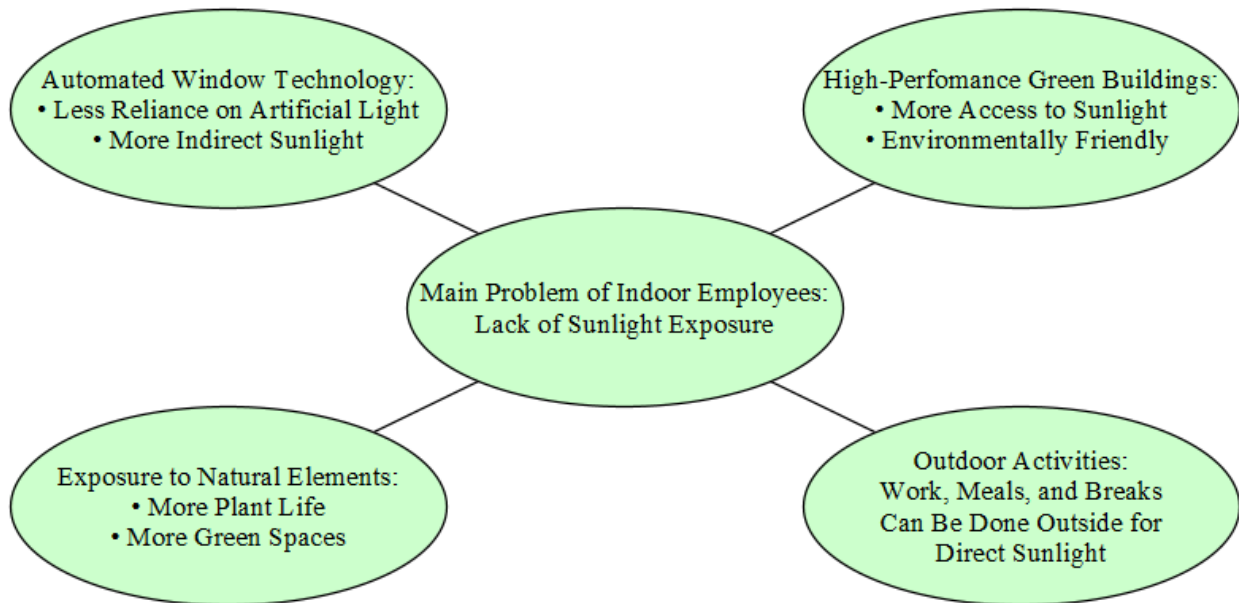 Automated Window Technology:
• Less Reliance on Artificial Light
• More Indirect Sunlight
High-Perfomance Green Buildings:
• More Access to Sunlight
• Environmentally Friendly
Main Problem of Indoor Employees:
Lack of Sunlight Exposure
Exposure to Natural Elements:
• More Plant Life
• More Green Spaces
Outdoor Activities:
Work, Meals, and Breaks
Can Be Done Outside for
Direct Sunlight